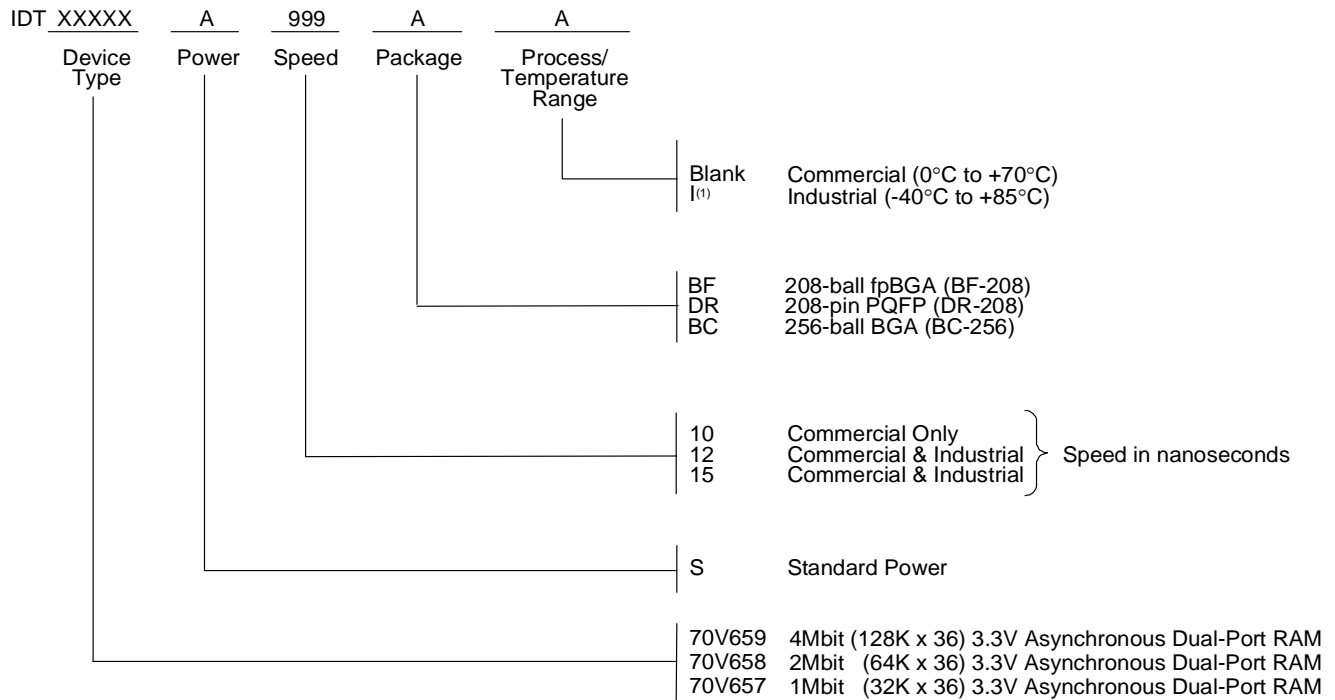 IDT XXXXX A 999 A A
Device Type Power Speed Package Process/ Temperature Range
Blank Commercial (0°C to +70°C)
I(1) Industrial (-40°C to +85°C)
BF 208-ball fpBGA (BF-208)
DR 208-pin PQFP (DR-208)
BC 256-ball BGA (BC-256)
10 Commercial Only
12 Commercial & Industrial Speed in nanoseconds
15 Commercial & Industrial
S Standard Power
70V659 4Mbit (128K x 36) 3.3V Asynchronous Dual-Port RAM
70V658 2Mbit (64K x 36) 3.3V Asynchronous Dual-Port RAM
70V657 1Mbit (32K x 36) 3.3V Asynchronous Dual-Port RAM